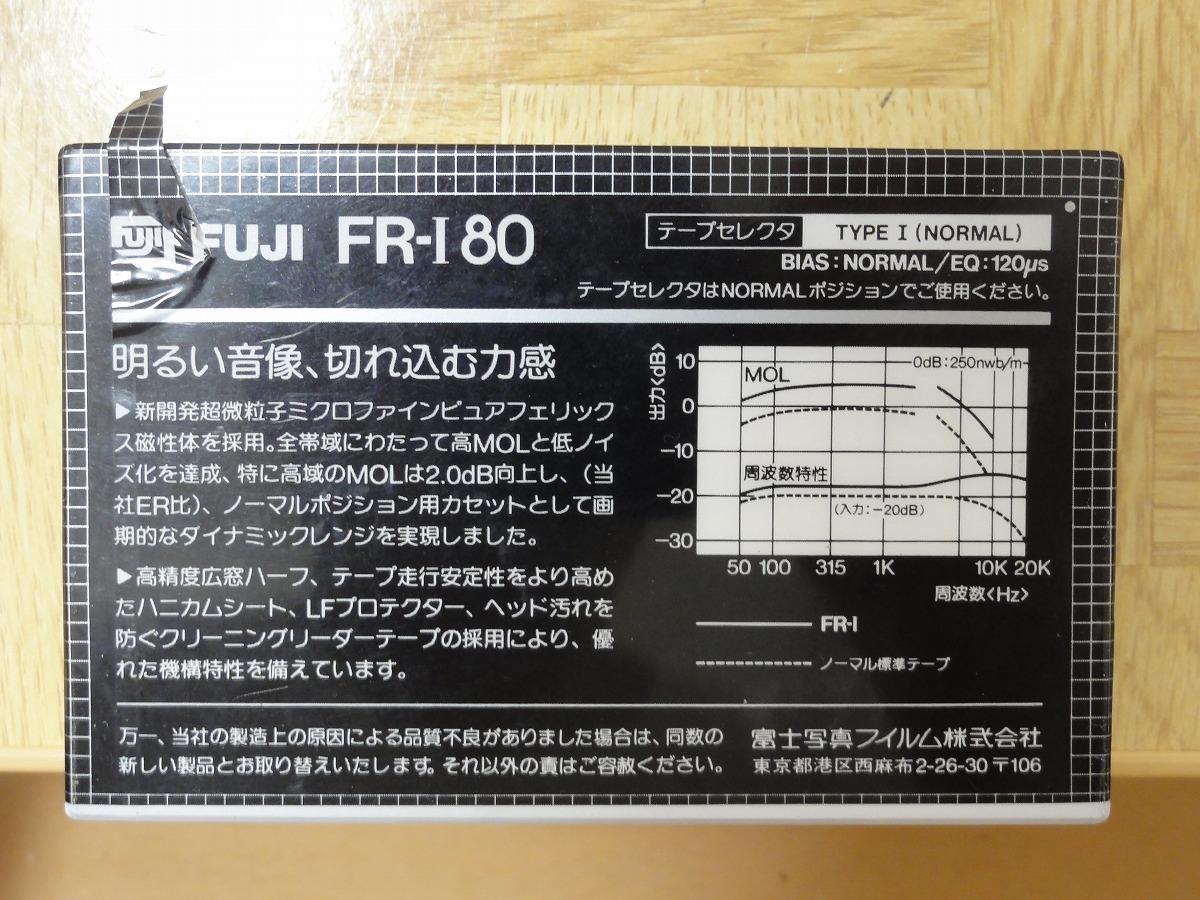 FUJI FUJI FR-I 80
テープセレクタ TYPE I (NORMAL)
BIAS:NORMAL/EQ:120μs
テープセレクタはNORMALポジションでご使用ください。
明るい音像、切れ込む力感
▶新開発超微粒子ミクロファインピュアフェリック
ス磁性体を採用。全帯域にわたって高MOLと低ノイ
ズ化を達成、特に高域のMOLは2.0dB向上し、(当
社ER比)、ノーマルポジション用カセットとして画
期的なダイナミックレンジを実現しました。
▶高精度広窓ハーフ、テープ走行安定性をより高め
たハニカムシート、LFプロテクター、ヘッド汚れを
防ぐクリーニングリーダーテープの採用により、優
れた機構特性を備えています。
出力<dB>
10
0
-10
-20
-30
0dB:250nwb/m
MOL
周波数特性
(入力:-20dB)
50 100 315 1K 10K 20K
周波数<Hz>
FR-I
ノーマル標準テープ
万一、当社の製造上の原因による品質不良がありました場合は、同数の
新しい製品とお取り替えいたします。それ以外の責はご容赦ください。
富士写真フイルム株式会社
東京都港区西麻布2-26-30〒106